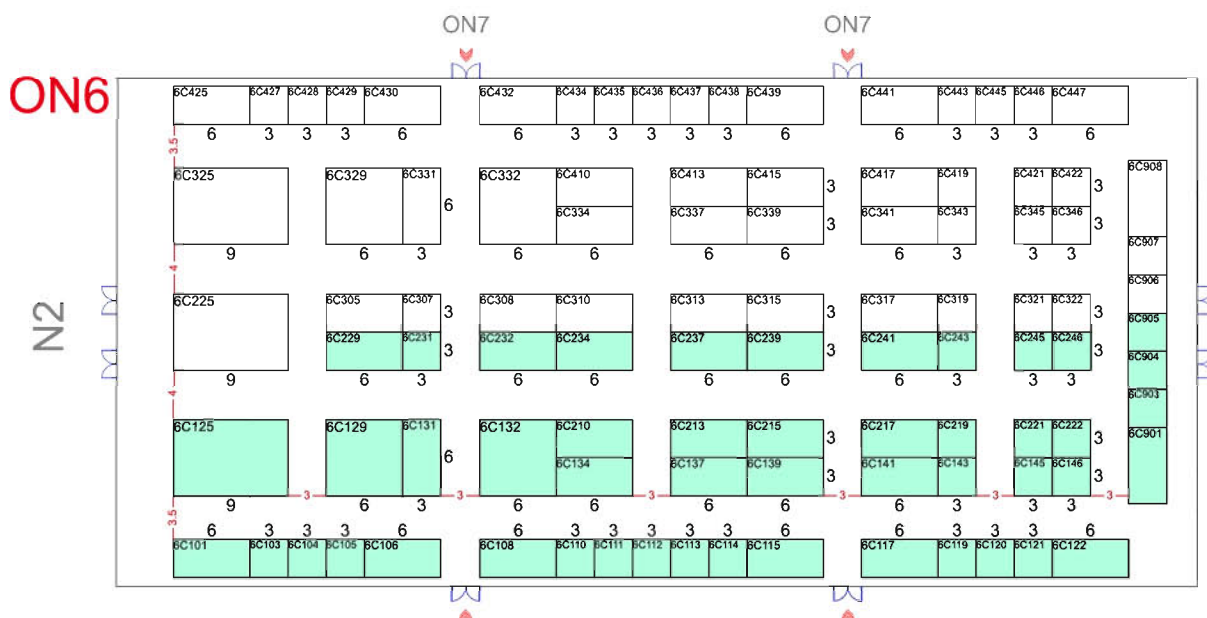 ON7 ON7
ON6
6C425 6C427 6C428 6C429 6C430 6C432 6C434 6C435 6C436 6C437 6C438 6C439 6C441 6C443 6C445 6C446 6C447
6 3 3 3 6 6 3 3 3 3 3 6 6 3 3 3 6
3.5
6C908
6C325 6C329 6C331 6C332 6C410 6C413 6C415 6C417 6C419 6C421 6C422
3 3
6
6C334 6C337 6C339 6C341 6C343 6C345 6C346
3 3
6C907
9 6 3 6 6 6 6 6 3 3 3
4
6C906
N2
6C225 6C305 6C307 6C308 6C310 6C313 6C315 6C317 6C319 6C321 6C322
3 3 3
6C905
6C229 6C231 6C232 6C234 6C237 6C239 6C241 6C243 6C245 6C246
3 3 3
6C904
9 6 3 6 6 6 6 6 3 3 3
4
6C903
6C125 6C129 6C131 6C132 6C210 6C213 6C215 6C217 6C219 6C221 6C222
6C901
3 3
6
6C134 6C137 6C139 6C141 6C143 6C145 6C146
3 3
3 3 3 3 3 3
9 6 3 6 6 6 6 6 3 3 3
3.5
6 3 3 3 6 6 3 3 3 3 3 6 6 3 3 3 6
6C101 6C103 6C104 6C105 6C106 6C108 6C110 6C111 6C112 6C113 6C114 6C115 6C117 6C119 6C120 6C121 6C122